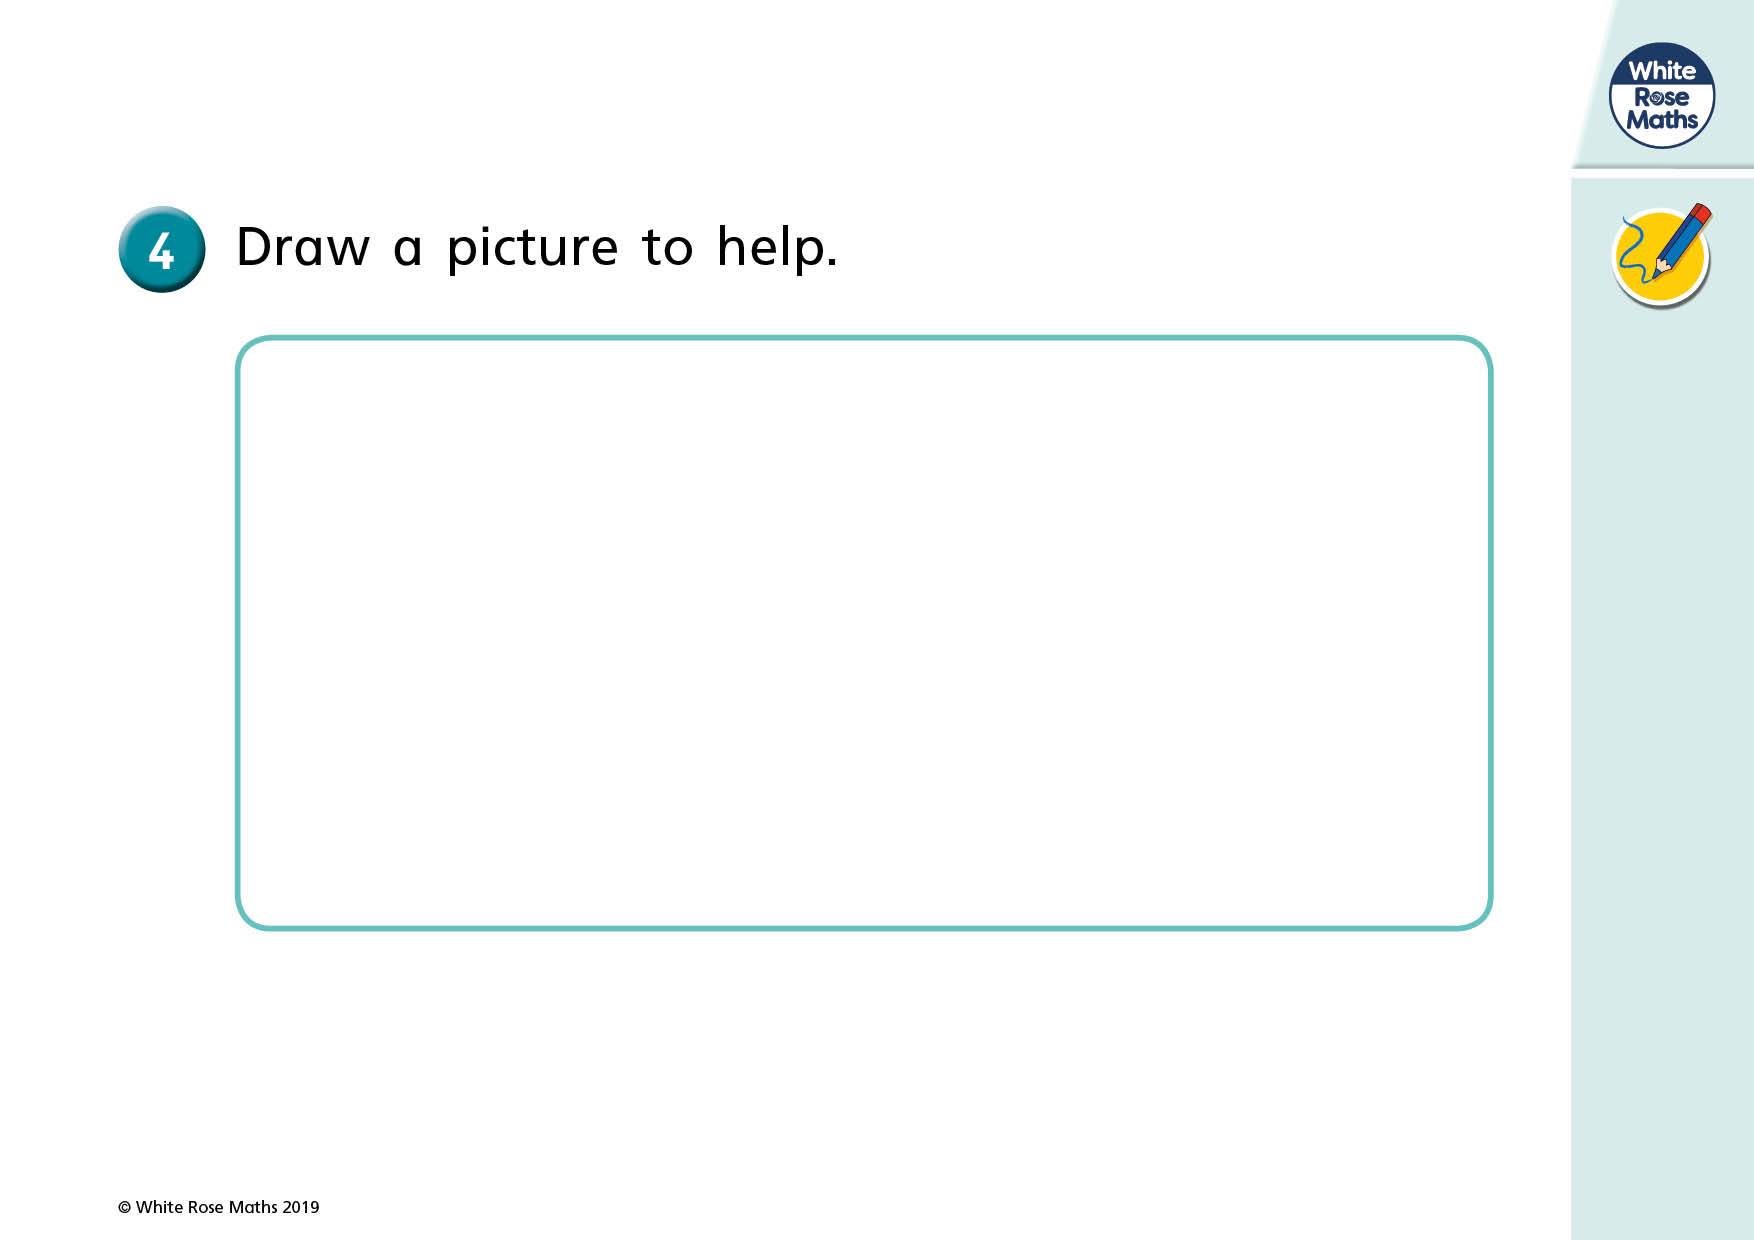 White
Rose
Maths
4 Draw a picture to help.
© White Rose Maths 2019